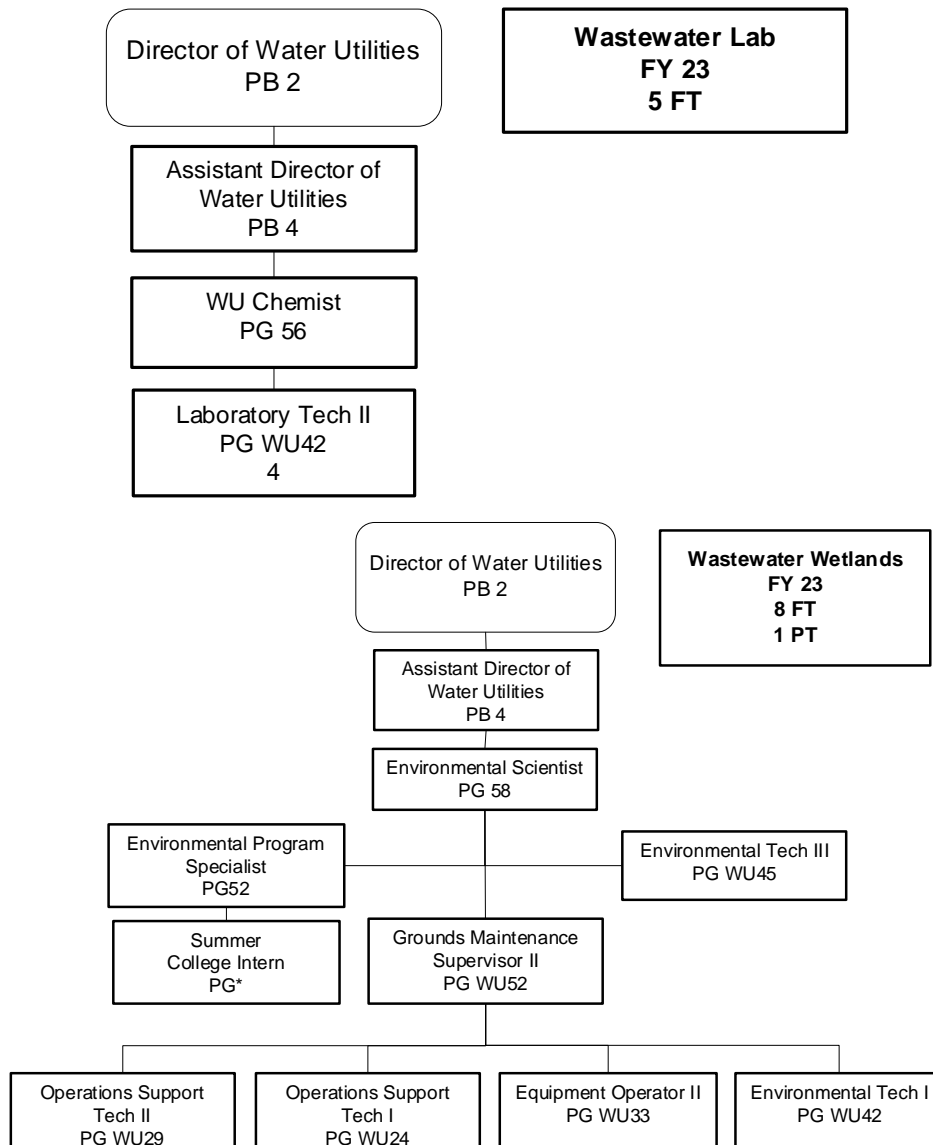 Director of Water Utilities
PB 2
Wastewater Lab
FY 23
5 FT
Assistant Director of
Water Utilities
PB 4
WU Chemist
PG 56
Laboratory Tech II
PG WU42
4
Director of Water Utilities
PB 2
Wastewater Wetlands
FY 23
8 FT
1 PT
Assistant Director of
Water Utilities
PB 4
Environmental Scientist
PG 58
Environmental Program
Specialist
PG52
Environmental Tech III
PG WU45
Summer
College Intern
PG*
Grounds Maintenance
Supervisor II
PG WU52
Operations Support
Tech II
PG WU29
Operations Support
Tech I
PG WU24
Equipment Operator II
PG WU33
Environmental Tech I
PG WU42